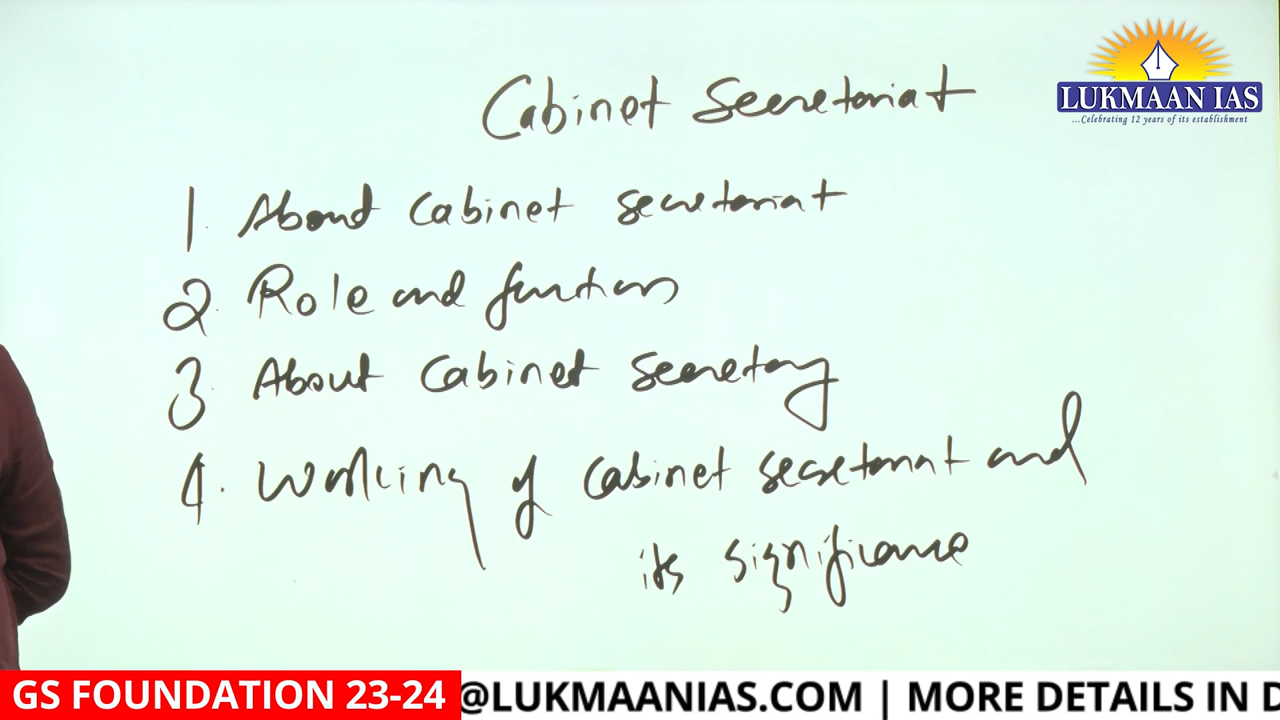 Cabinet Secretariat
LUKMAAN IAS
...Celebrating 12 years of its establishment
1. About Cabinet Secretariat
2. Role and functions
3. About Cabinet Secretary
4. Working of Cabinet Secretariat and
its significance
GS FOUNDATION 23-24 @LUKMAANIAS.COM | MORE DETAILS IN D